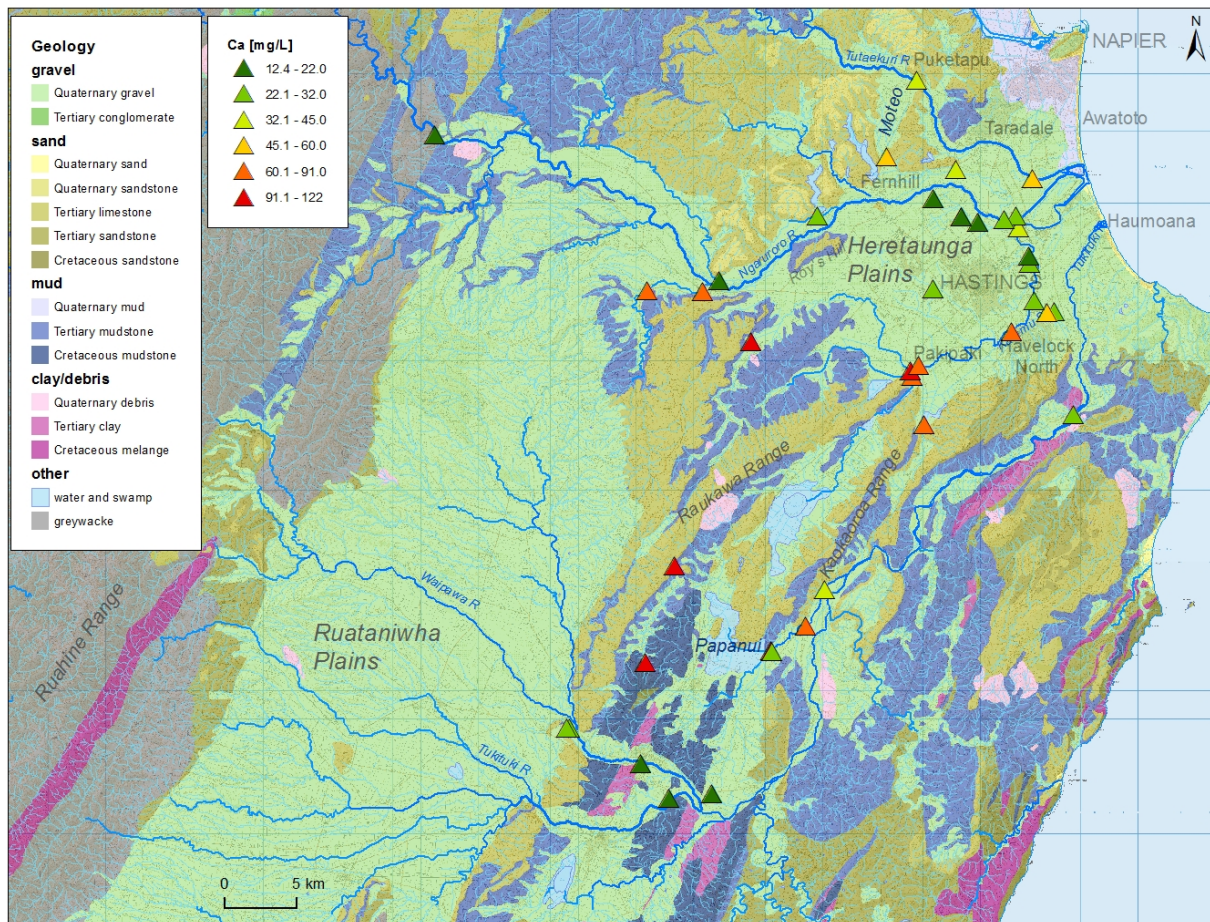 Geology
gravel
Quaternary gravel
Tertiary conglomerate
sand
Quaternary sand
Quaternary sandstone
Tertiary limestone
Tertiary sandstone
Cretaceous sandstone
mud
Quaternary mud
Tertiary mudstone
Cretaceous mudstone
clay/debris
Quaternary debris
Tertiary clay
Cretaceous melange
other
water and swamp
greywacke
Ca [mg/L]
12.4 - 22.0
22.1 - 32.0
32.1 - 45.0
45.1 - 60.0
60.1 - 91.0
91.1 - 122
N
NAPIER
Tutaekuri R
Puketapu
Moteo
Taradale
Awatoto
Fernhill
Haumoana
Ngaruroro R
Roy's Hill
Heretaunga
Plains
Tukituki R
HASTINGS
Pakipaki
Havelock
North
Raukawa Range
Kaokaoroa Range
Waipawa R
Ruahine Range
Ruataniwha
Plains
Papanui
Tukituki R
0 5 km